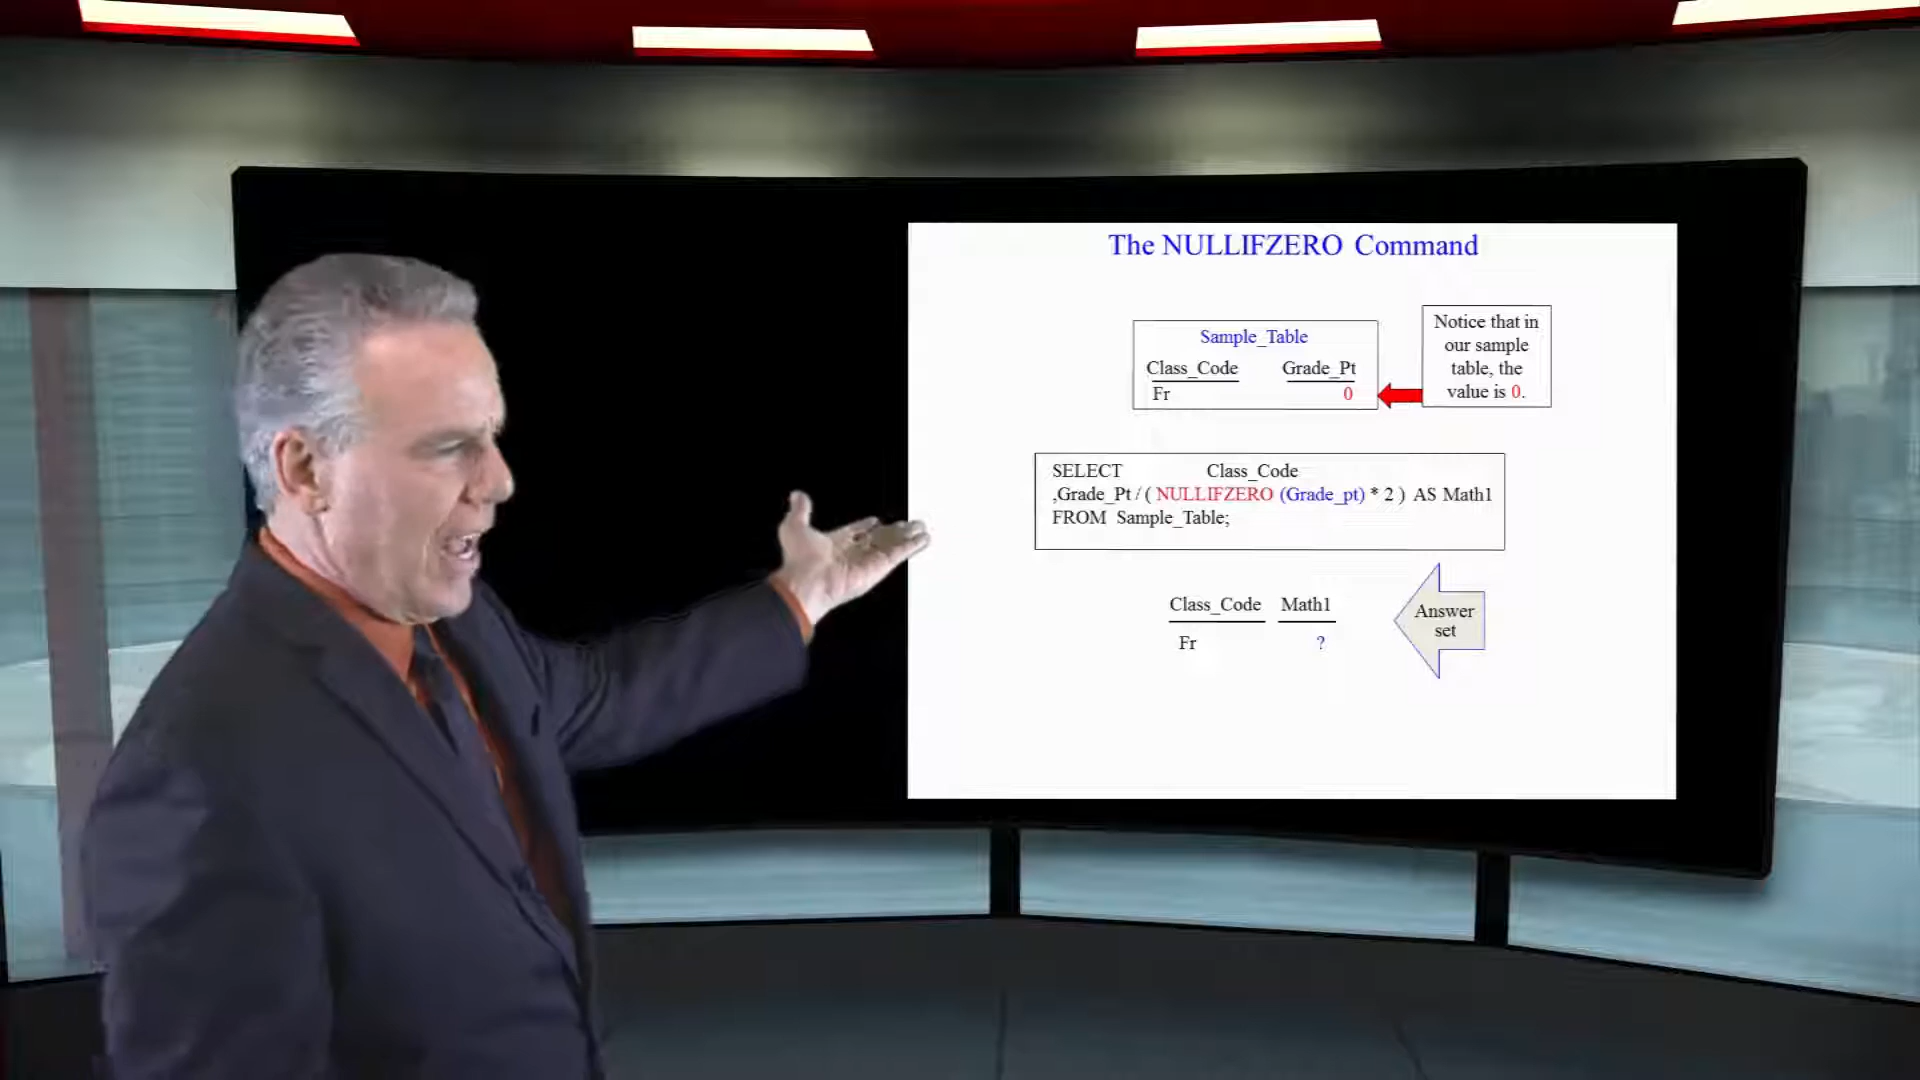 The NULLIFZERO Command
Sample_Table
Class_Code Grade_Pt
Fr 0
Notice that in
our sample
table, the
value is 0.
SELECT Class_Code
,Grade_Pt / ( NULLIFZERO (Grade_pt) * 2 ) AS Math1
FROM Sample_Table;
Class_Code Math1
Fr ?
Answer
set